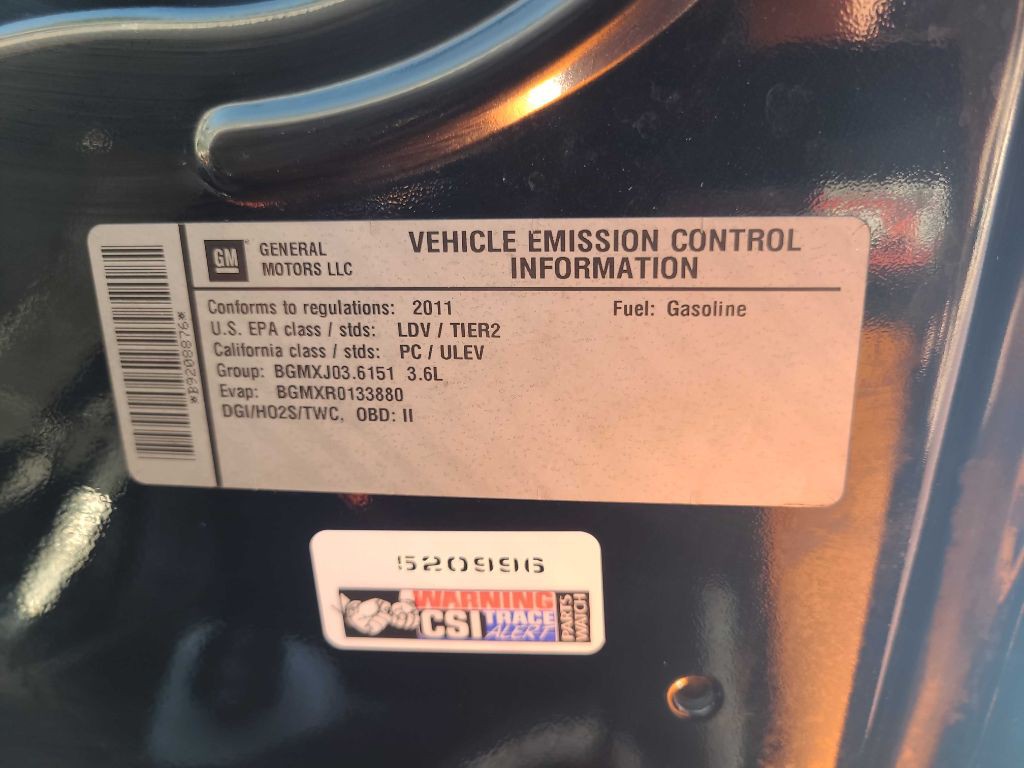 GM
GENERAL
MOTORS LLC
VEHICLE EMISSION CONTROL
INFORMATION
Conforms to regulations: 2011 Fuel: Gasoline
U.S. EPA class / stds: LDV / TIER2
California class / stds: PC / ULEV
Group: BGMXJ03.6151 3.6L
Evap: BGMXR0133880
DGI/HO2S/TWC, OBD: II
*B9208876*
520996
WARNING
CSI TRACE
ALERT
PARTS
WATCH